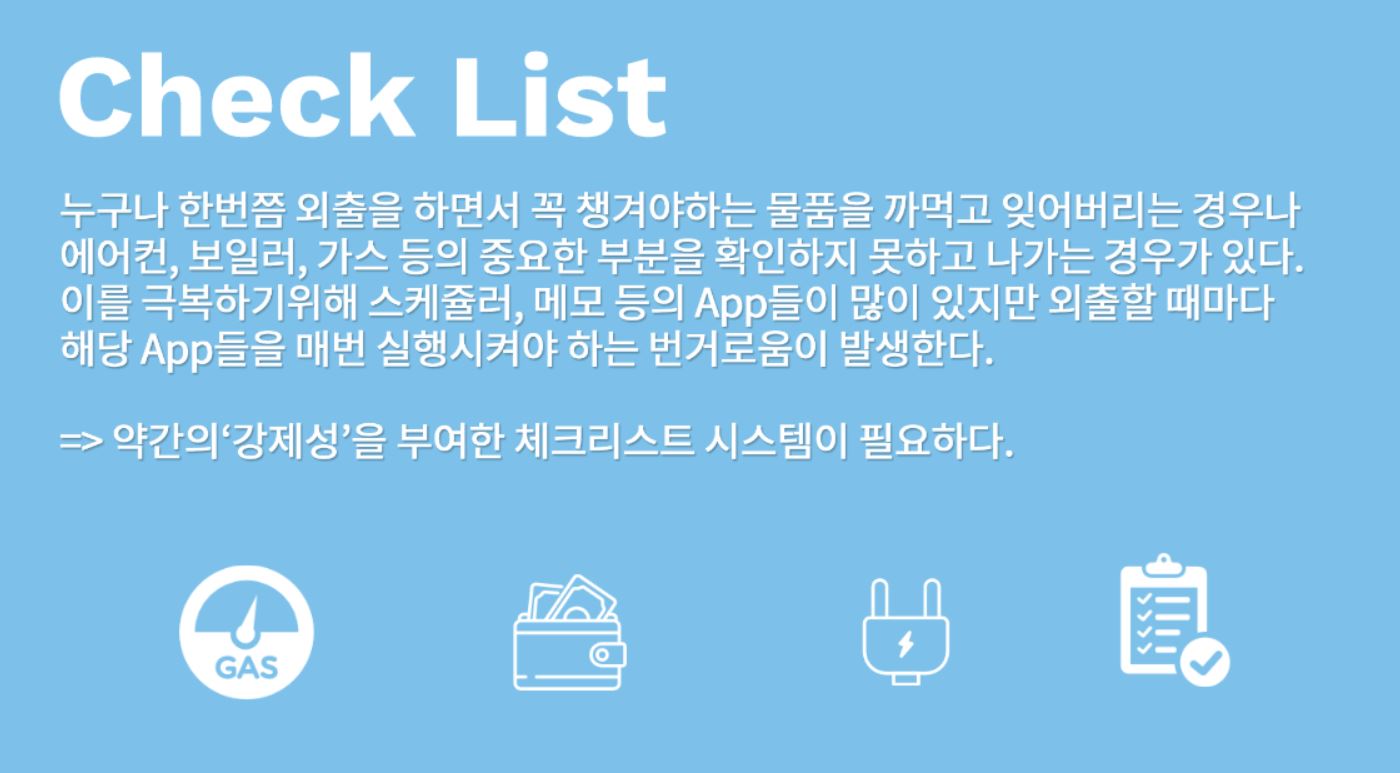 Check List
누구나 한번쯤 외출을 하면서 꼭 챙겨야하는 물품을 까먹고 잊어버리는 경우나
에어컨, 보일러, 가스 등의 중요한 부분을 확인하지 못하고 나가는 경우가 있다.
이를 극복하기위해 스케쥴러, 메모 등의 App들이 많이 있지만 외출할 때마다
해당 App들을 매번 실행시켜야 하는 번거로움이 발생한다.
=> 약간의‘강제성’을 부여한 체크리스트 시스템이 필요하다.
GAS